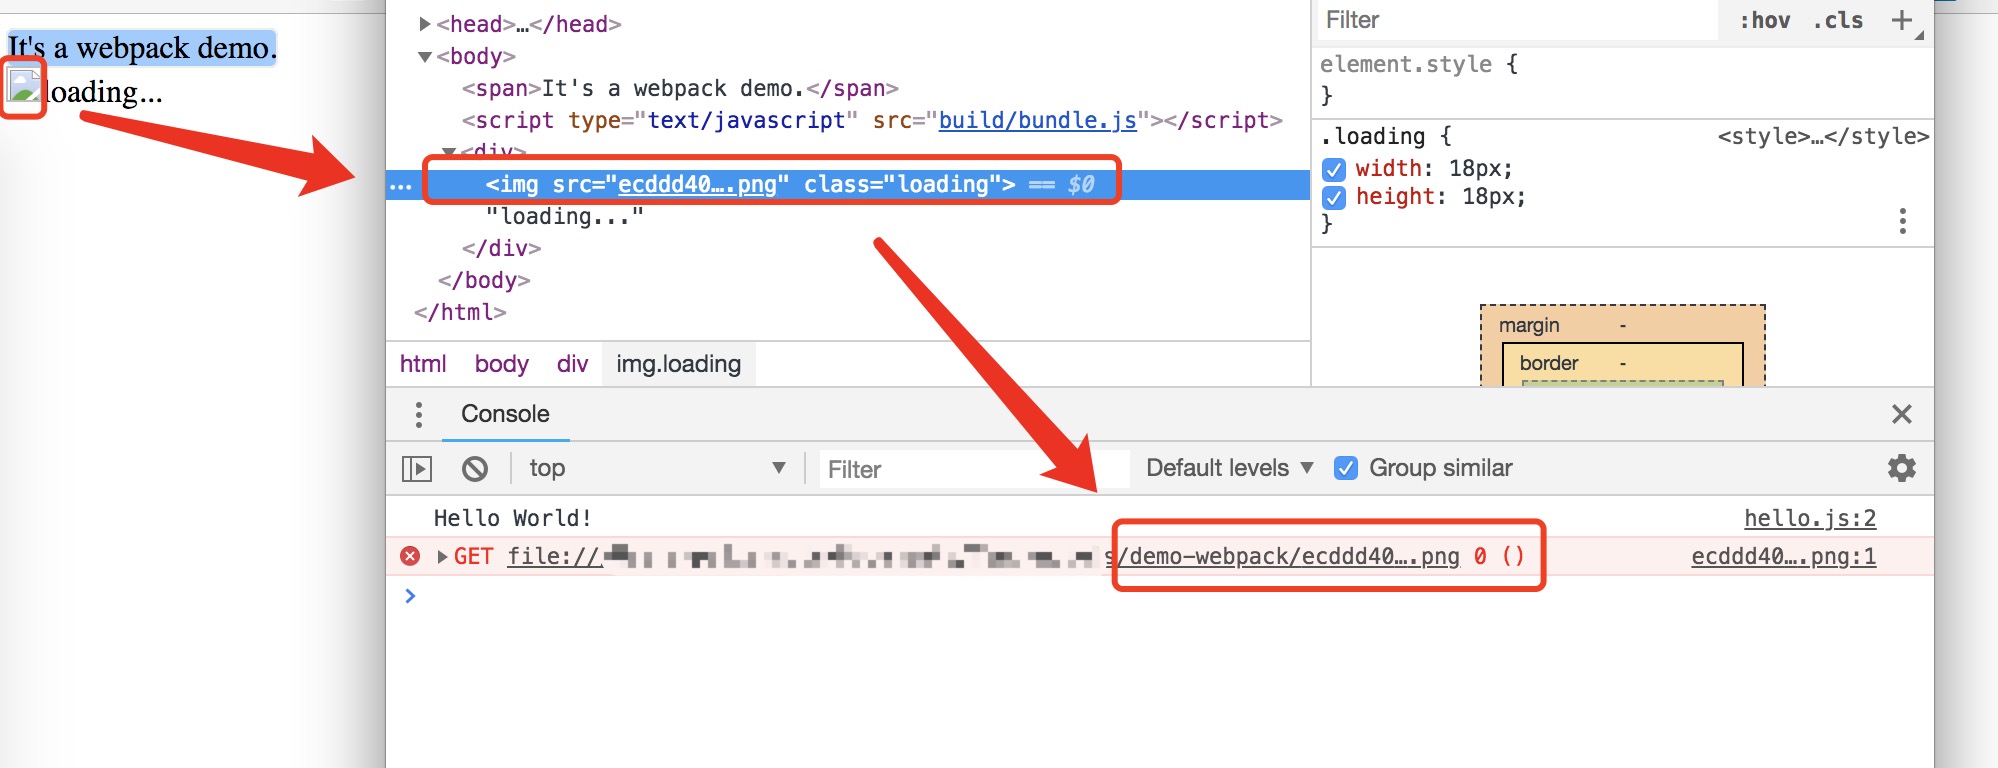 It's a webpack demo.
loading...
<head>…</head>
<body>
<span>It's a webpack demo.</span>
<script type="text/javascript" src="build/bundle.js"></script>
<div>
<img src="ecddd40….png" class="loading"> == $0
"loading..."
</div>
</body>
</html>
html body div img.loading
Filter :hov .cls +
element.style {
}
.loading { <style>…</style>
width: 18px;
height: 18px;
}
margin -
border -
Console
top Filter Default levels Group similar
Hello World! hello.js:2
GET file:// s/demo-webpack/ecddd40….png 0 () ecddd40….png:1